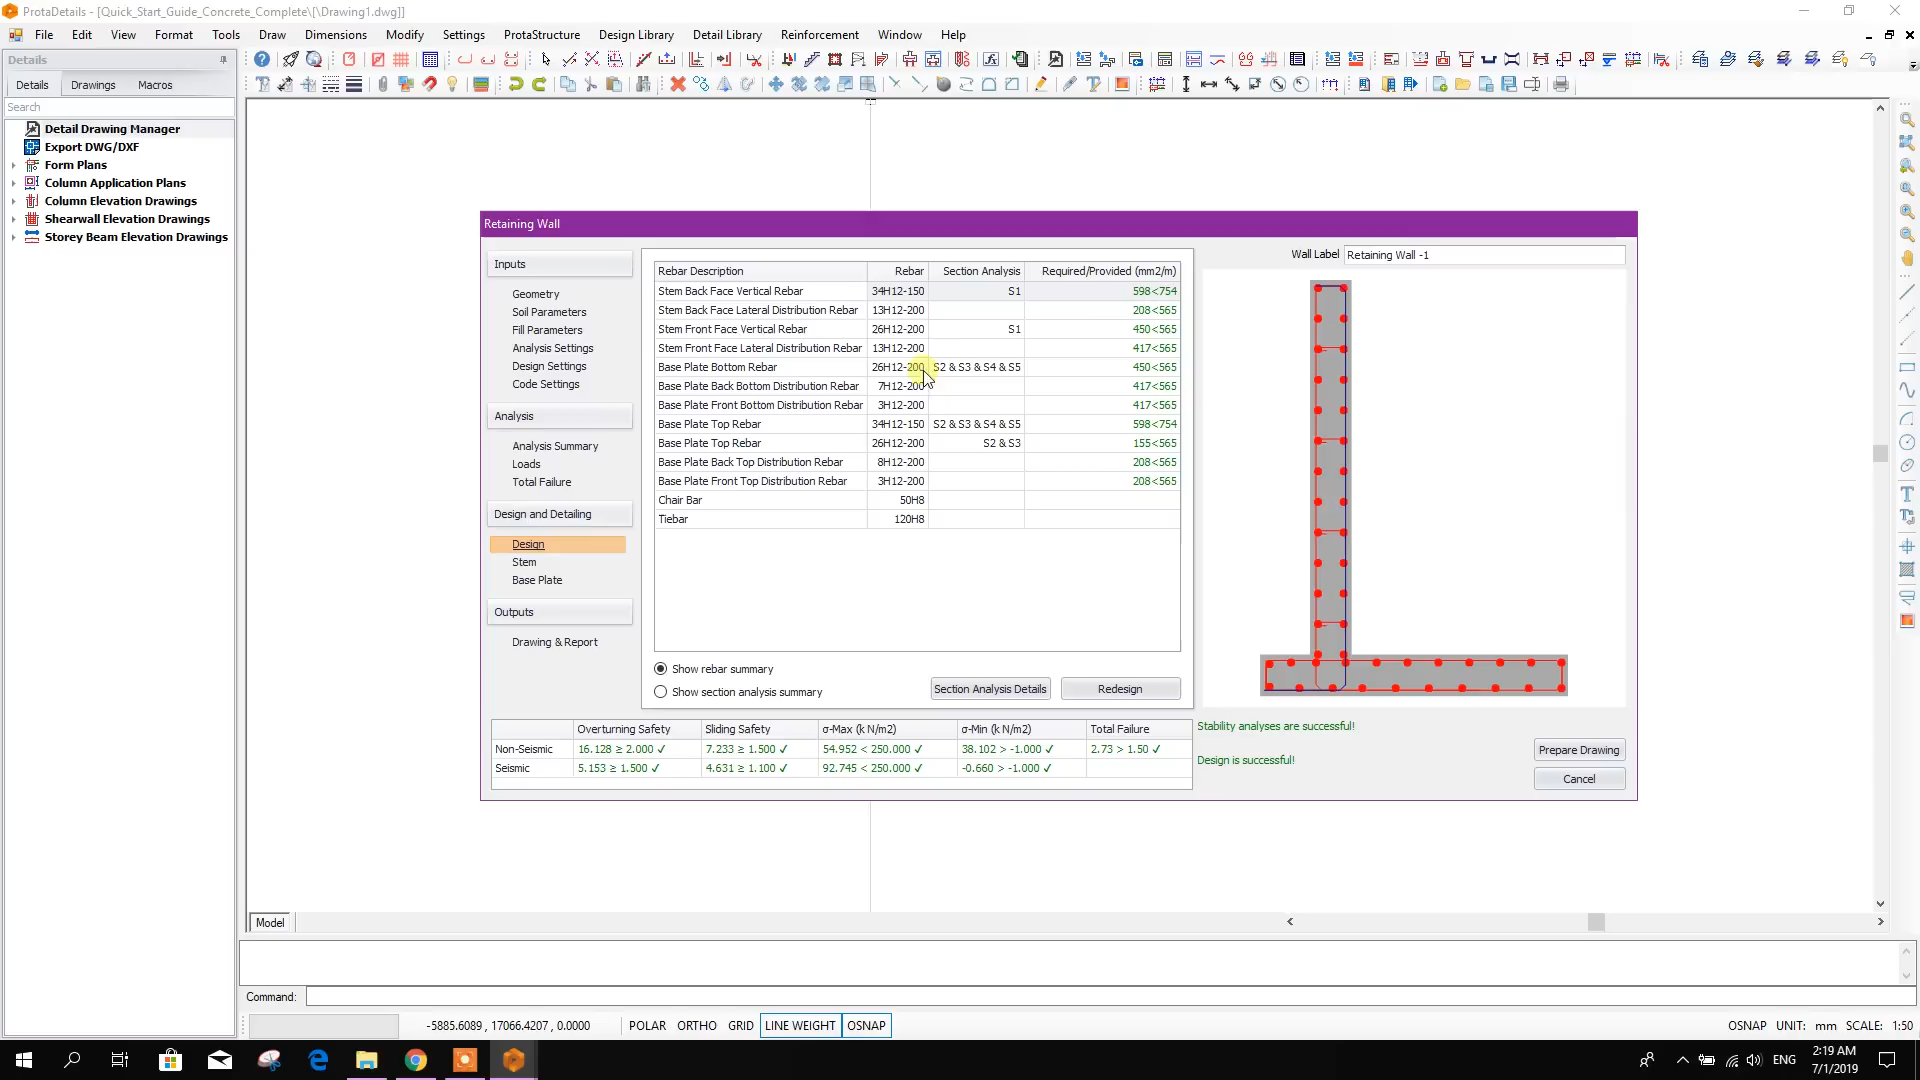 ProtaDetails - [Quick_Start_Guide_Concrete_Complete\[\Drawing1.dwg]]
File Edit View Format Tools Draw Dimensions Modify Settings ProtaStructure Design Library Detail Library Reinforcement Window Help
Details
Details Drawings Macros
Search
Detail Drawing Manager
Export DWG/DXF
Form Plans
Column Application Plans
Column Elevation Drawings
Shearwall Elevation Drawings
Storey Beam Elevation Drawings
Retaining Wall
Inputs
Geometry
Soil Parameters
Fill Parameters
Analysis Settings
Design Settings
Code Settings
Analysis
Analysis Summary
Loads
Total Failure
Design and Detailing
Design
Stem
Base Plate
Outputs
Drawing & Report
Rebar Description Rebar Section Analysis Required/Provided (mm2/m)
Stem Back Face Vertical Rebar 34H12-150 S1 598<754
Stem Back Face Lateral Distribution Rebar 13H12-200 208<565
Stem Front Face Vertical Rebar 26H12-200 S1 450<565
Stem Front Face Lateral Distribution Rebar 13H12-200 417<565
Base Plate Bottom Rebar 26H12-200 S2 & S3 & S4 & S5 450<565
Base Plate Back Bottom Distribution Rebar 7H12-200 417<565
Base Plate Front Bottom Distribution Rebar 3H12-200 417<565
Base Plate Top Rebar 34H12-150 S2 & S3 & S4 & S5 598<754
Base Plate Top Rebar 26H12-200 S2 & S3 155<565
Base Plate Back Top Distribution Rebar 8H12-200 208<565
Base Plate Front Top Distribution Rebar 3H12-200 208<565
Chair Bar 50H8
Tiebar 120H8
Show rebar summary
Show section analysis summary
Section Analysis Details Redesign
Wall Label Retaining Wall -1
Overturning Safety Sliding Safety σ-Max (k N/m2) σ-Min (k N/m2) Total Failure
Non-Seismic 16.128 ≥ 2.000 ✓ 7.233 ≥ 1.500 ✓ 54.952 < 250.000 ✓ 38.102 > -1.000 ✓ 2.73 > 1.50 ✓
Seismic 5.153 ≥ 1.500 ✓ 4.631 ≥ 1.100 ✓ 92.745 < 250.000 ✓ -0.660 > -1.000 ✓
Stability analyses are successful!
Design is successful!
Prepare Drawing
Cancel
Model
Command:
-5885.6089 , 17066.4207 , 0.0000 POLAR ORTHO GRID LINE WEIGHT OSNAP OSNAP UNIT: mm SCALE: 1:50
ENG
2:19 AM
7/1/2019